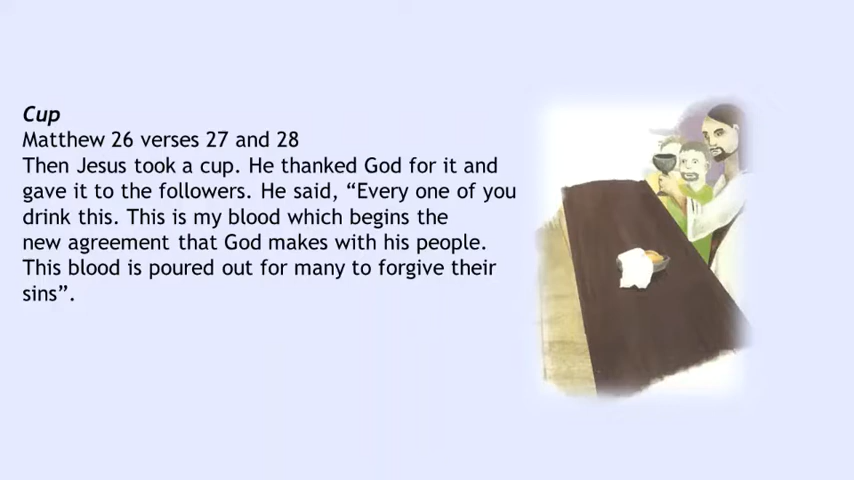 Cup
Matthew 26 verses 27 and 28
Then Jesus took a cup. He thanked God for it and
gave it to the followers. He said, “Every one of you
drink this. This is my blood which begins the
new agreement that God makes with his people.
This blood is poured out for many to forgive their
sins”.